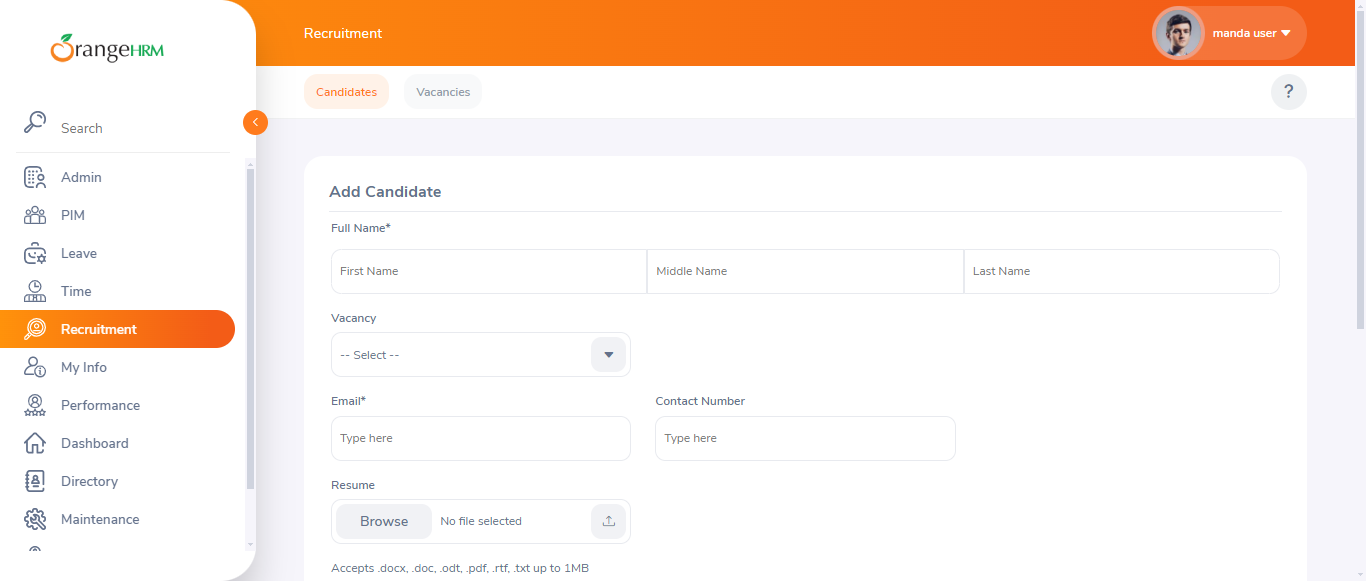 OrangeHRM
Recruitment
manda user
Candidates
Vacancies
?
Search
Admin
PIM
Leave
Time
Recruitment
My Info
Performance
Dashboard
Directory
Maintenance
Add Candidate
Full Name*
First Name
Middle Name
Last Name
Vacancy
-- Select --
Email*
Contact Number
Type here
Type here
Resume
Browse
No file selected
Accepts .docx, .doc, .odt, .pdf, .rtf, .txt up to 1MB